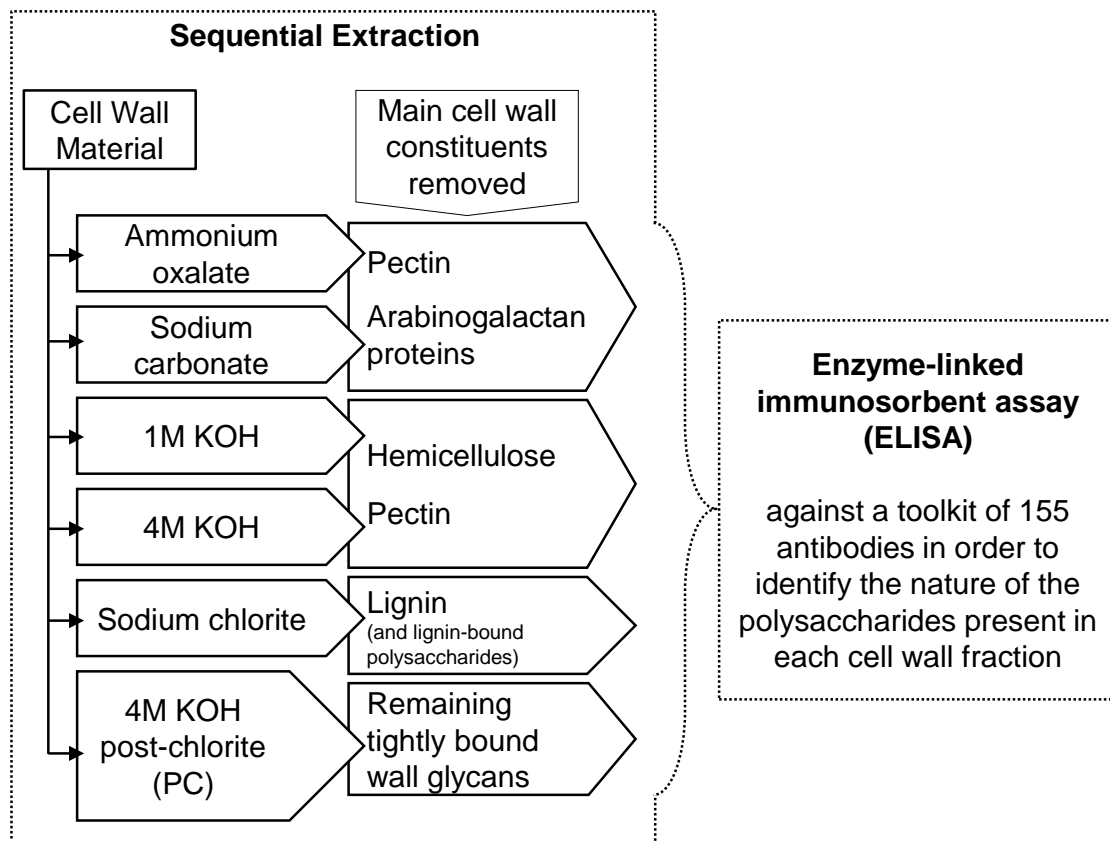 Sequential Extraction
Cell Wall
Material
Main cell wall
constituents
removed
Ammonium
oxalate
Pectin
Arabinogalactan
proteins
Sodium
carbonate
1M KOH
Hemicellulose
Pectin
4M KOH
Sodium chlorite
Lignin
(and lignin-bound
polysaccharides)
4M KOH
post-chlorite
(PC)
Remaining
tightly bound
wall glycans
Enzyme-linked
immunosorbent assay
(ELISA)
against a toolkit of 155
antibodies in order to
identify the nature of the
polysaccharides present in
each cell wall fraction